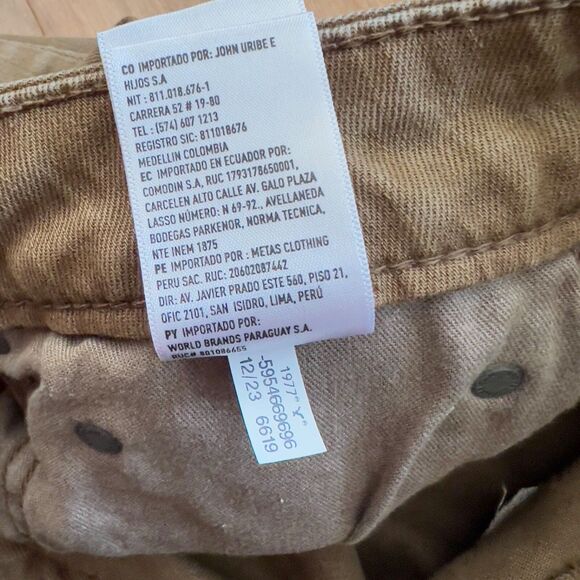 CO IMPORTADO POR: JOHN URIBE E
HIJOS S.A
NIT : 811.018.676-1
CARRERA 52 # 19-80
TEL : (574) 607 1213
REGISTRO SIC: 811018676
MEDELLIN COLOMBIA
EC IMPORTADO EN ECUADOR POR:
COMODIN S.A, RUC 1793178650001,
CARCELEN ALTO CALLE AV. GALO PLAZA
LASSO NÚMERO: N 69-92., AVELLANEDA
BODEGAS PARKENOR, NORMA TECNICA,
NTE INEM 1875
PE IMPORTADO POR : METAS CLOTHING
PERU SAC. RUC: 20602087442
DIR: AV. JAVIER PRADO ESTE 560, PISO 21,
OFIC 2101, SAN ISIDRO, LIMA, PERÚ
PY IMPORTADO POR:
WORLD BRANDS PARAGUAY S.A.
RUC# 801086655
1977"
-5954669696
12/23 6619